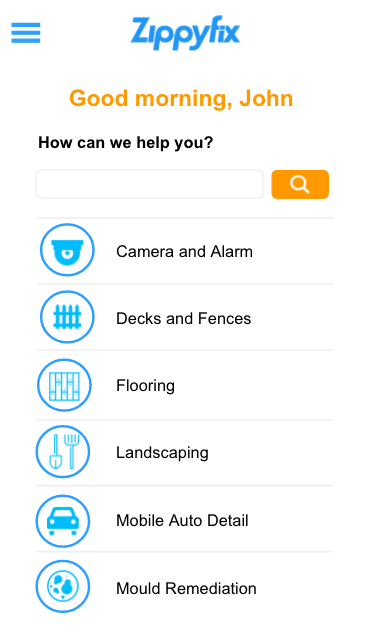 Zippyfix
Good morning, John
How can we help you?
Camera and Alarm
Decks and Fences
Flooring
Landscaping
Mobile Auto Detail
Mould Remediation